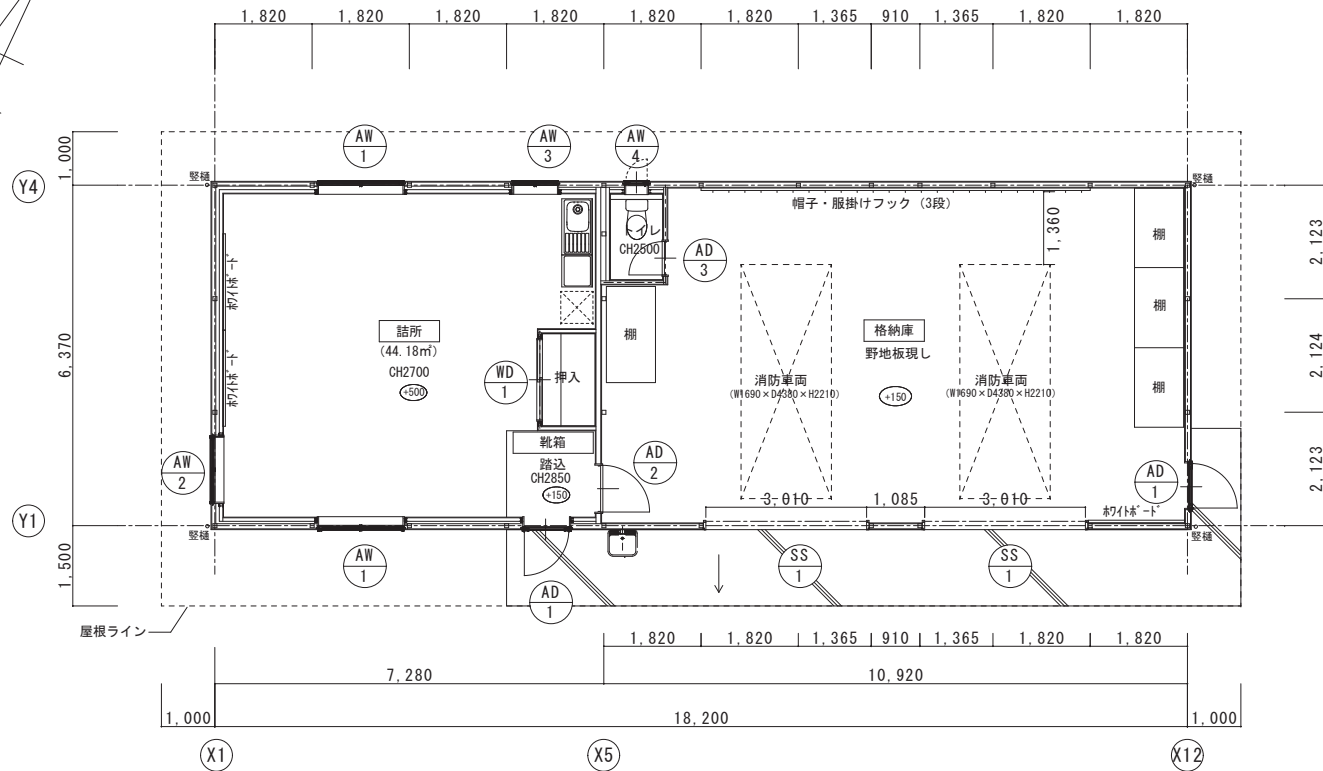 1,820 1,820 1,820 1,820 1,820 1,820 1,365 910 1,365 1,820 1,820
AW
1
AW
3
AW
4
1,000
Y4
竪樋
竪樋
帽子・服掛けフック (3段)
トイレ
CH2500
AD
3
1,360
棚
棚
棚
棚
2,123
2,124
2,123
6,370
ﾎﾜｲﾄﾎﾞｰﾄﾞ
ﾎﾜｲﾄﾎﾞｰﾄﾞ
詰所
(44.18㎡)
CH2700
+500
WD
1
押入
格納庫
野地板現し
+150
消防車両
(W1690×D4380×H2210)
消防車両
(W1690×D4380×H2210)
靴箱
踏込
CH2850
+150
AD
2
AW
2
AD
1
3,010 1,085 3,010
ﾎﾜｲﾄﾎﾞｰﾄﾞ
Y1
竪樋
竪樋
1,500
AW
1
AD
1
SS
1
SS
1
屋根ライン
1,820 1,820 1,365 910 1,365 1,820 1,820
7,280 10,920
1,000 18,200 1,000
X1 X5 X12